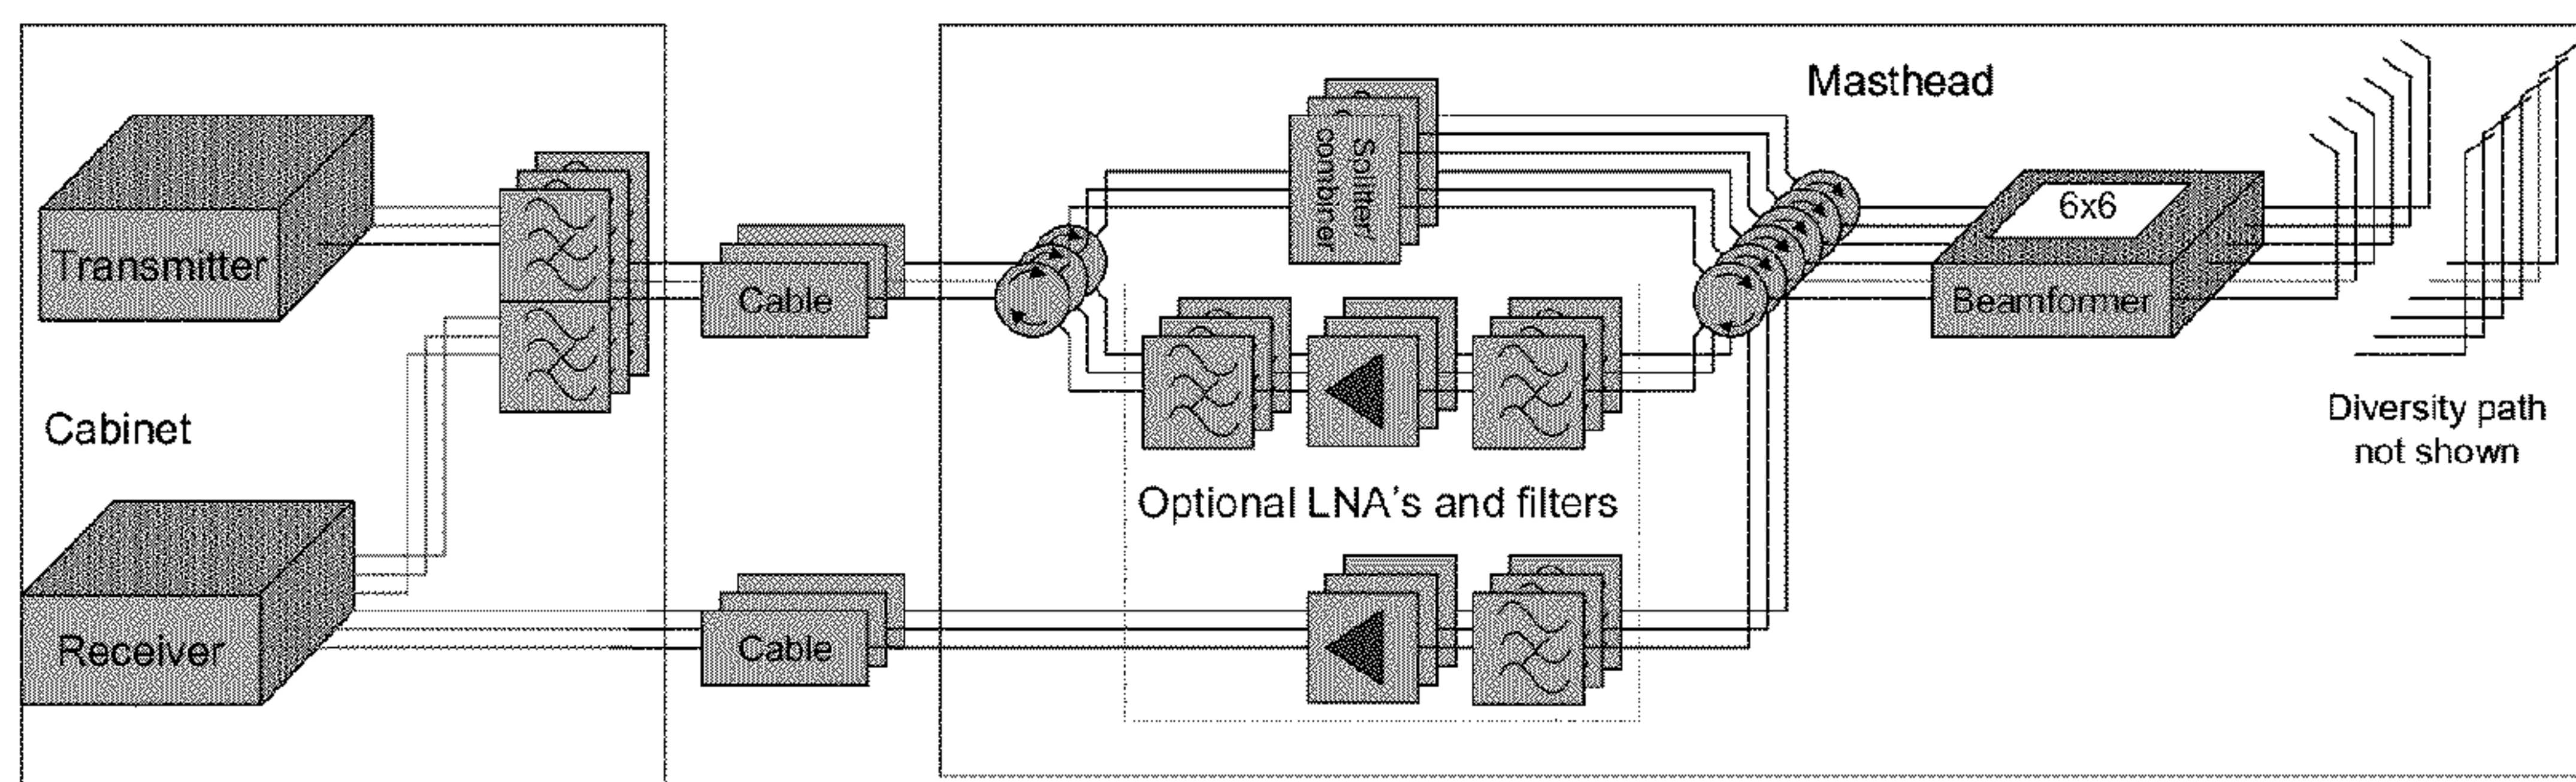 Masthead
Transmitter
Splitter/
combiner
6x6
Cable
Beamformer
Cabinet
Diversity path
not shown
Optional LNA's and filters
Receiver
Cable